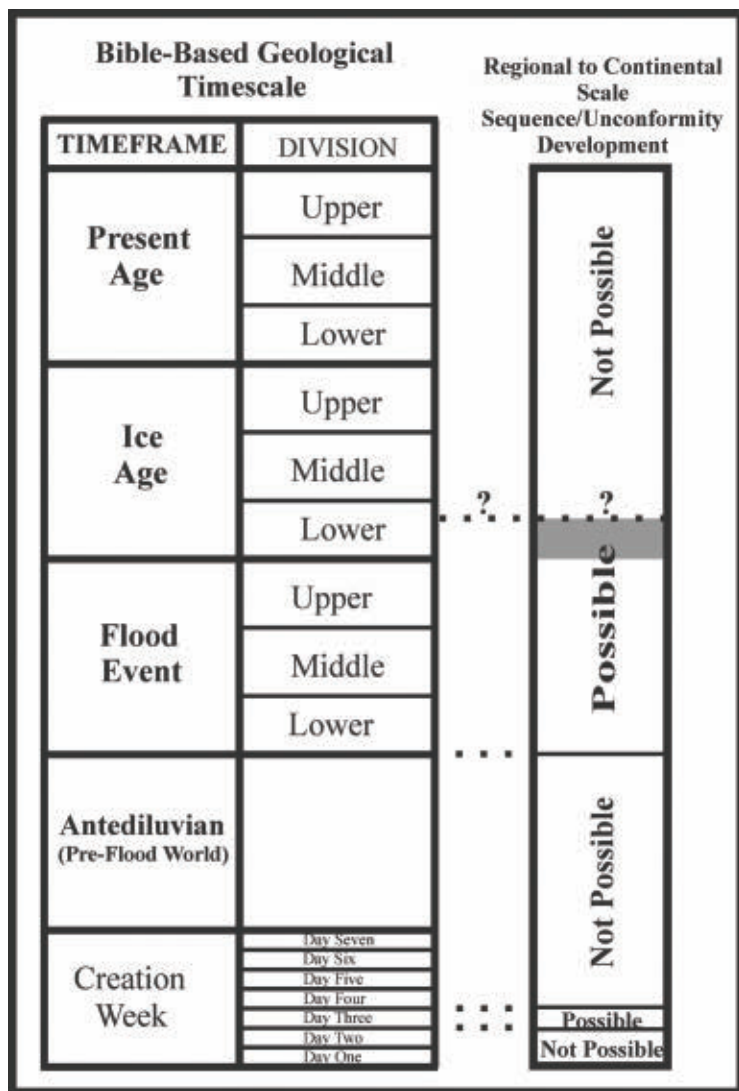 Bible-Based Geological
Timescale
TIMEFRAME
DIVISION
Present
Age
Upper
Middle
Lower
Ice
Age
Upper
Middle
Lower
Flood
Event
Upper
Middle
Lower
Antediluvian
(Pre-Flood World)
Creation
Week
Day Seven
Day Six
Day Five
Day Four
Day Three
Day Two
Day One
?
Regional to Continental
Scale
Sequence/Unconformity
Development
Not Possible
?
Possible
Not Possible
Possible
Not Possible